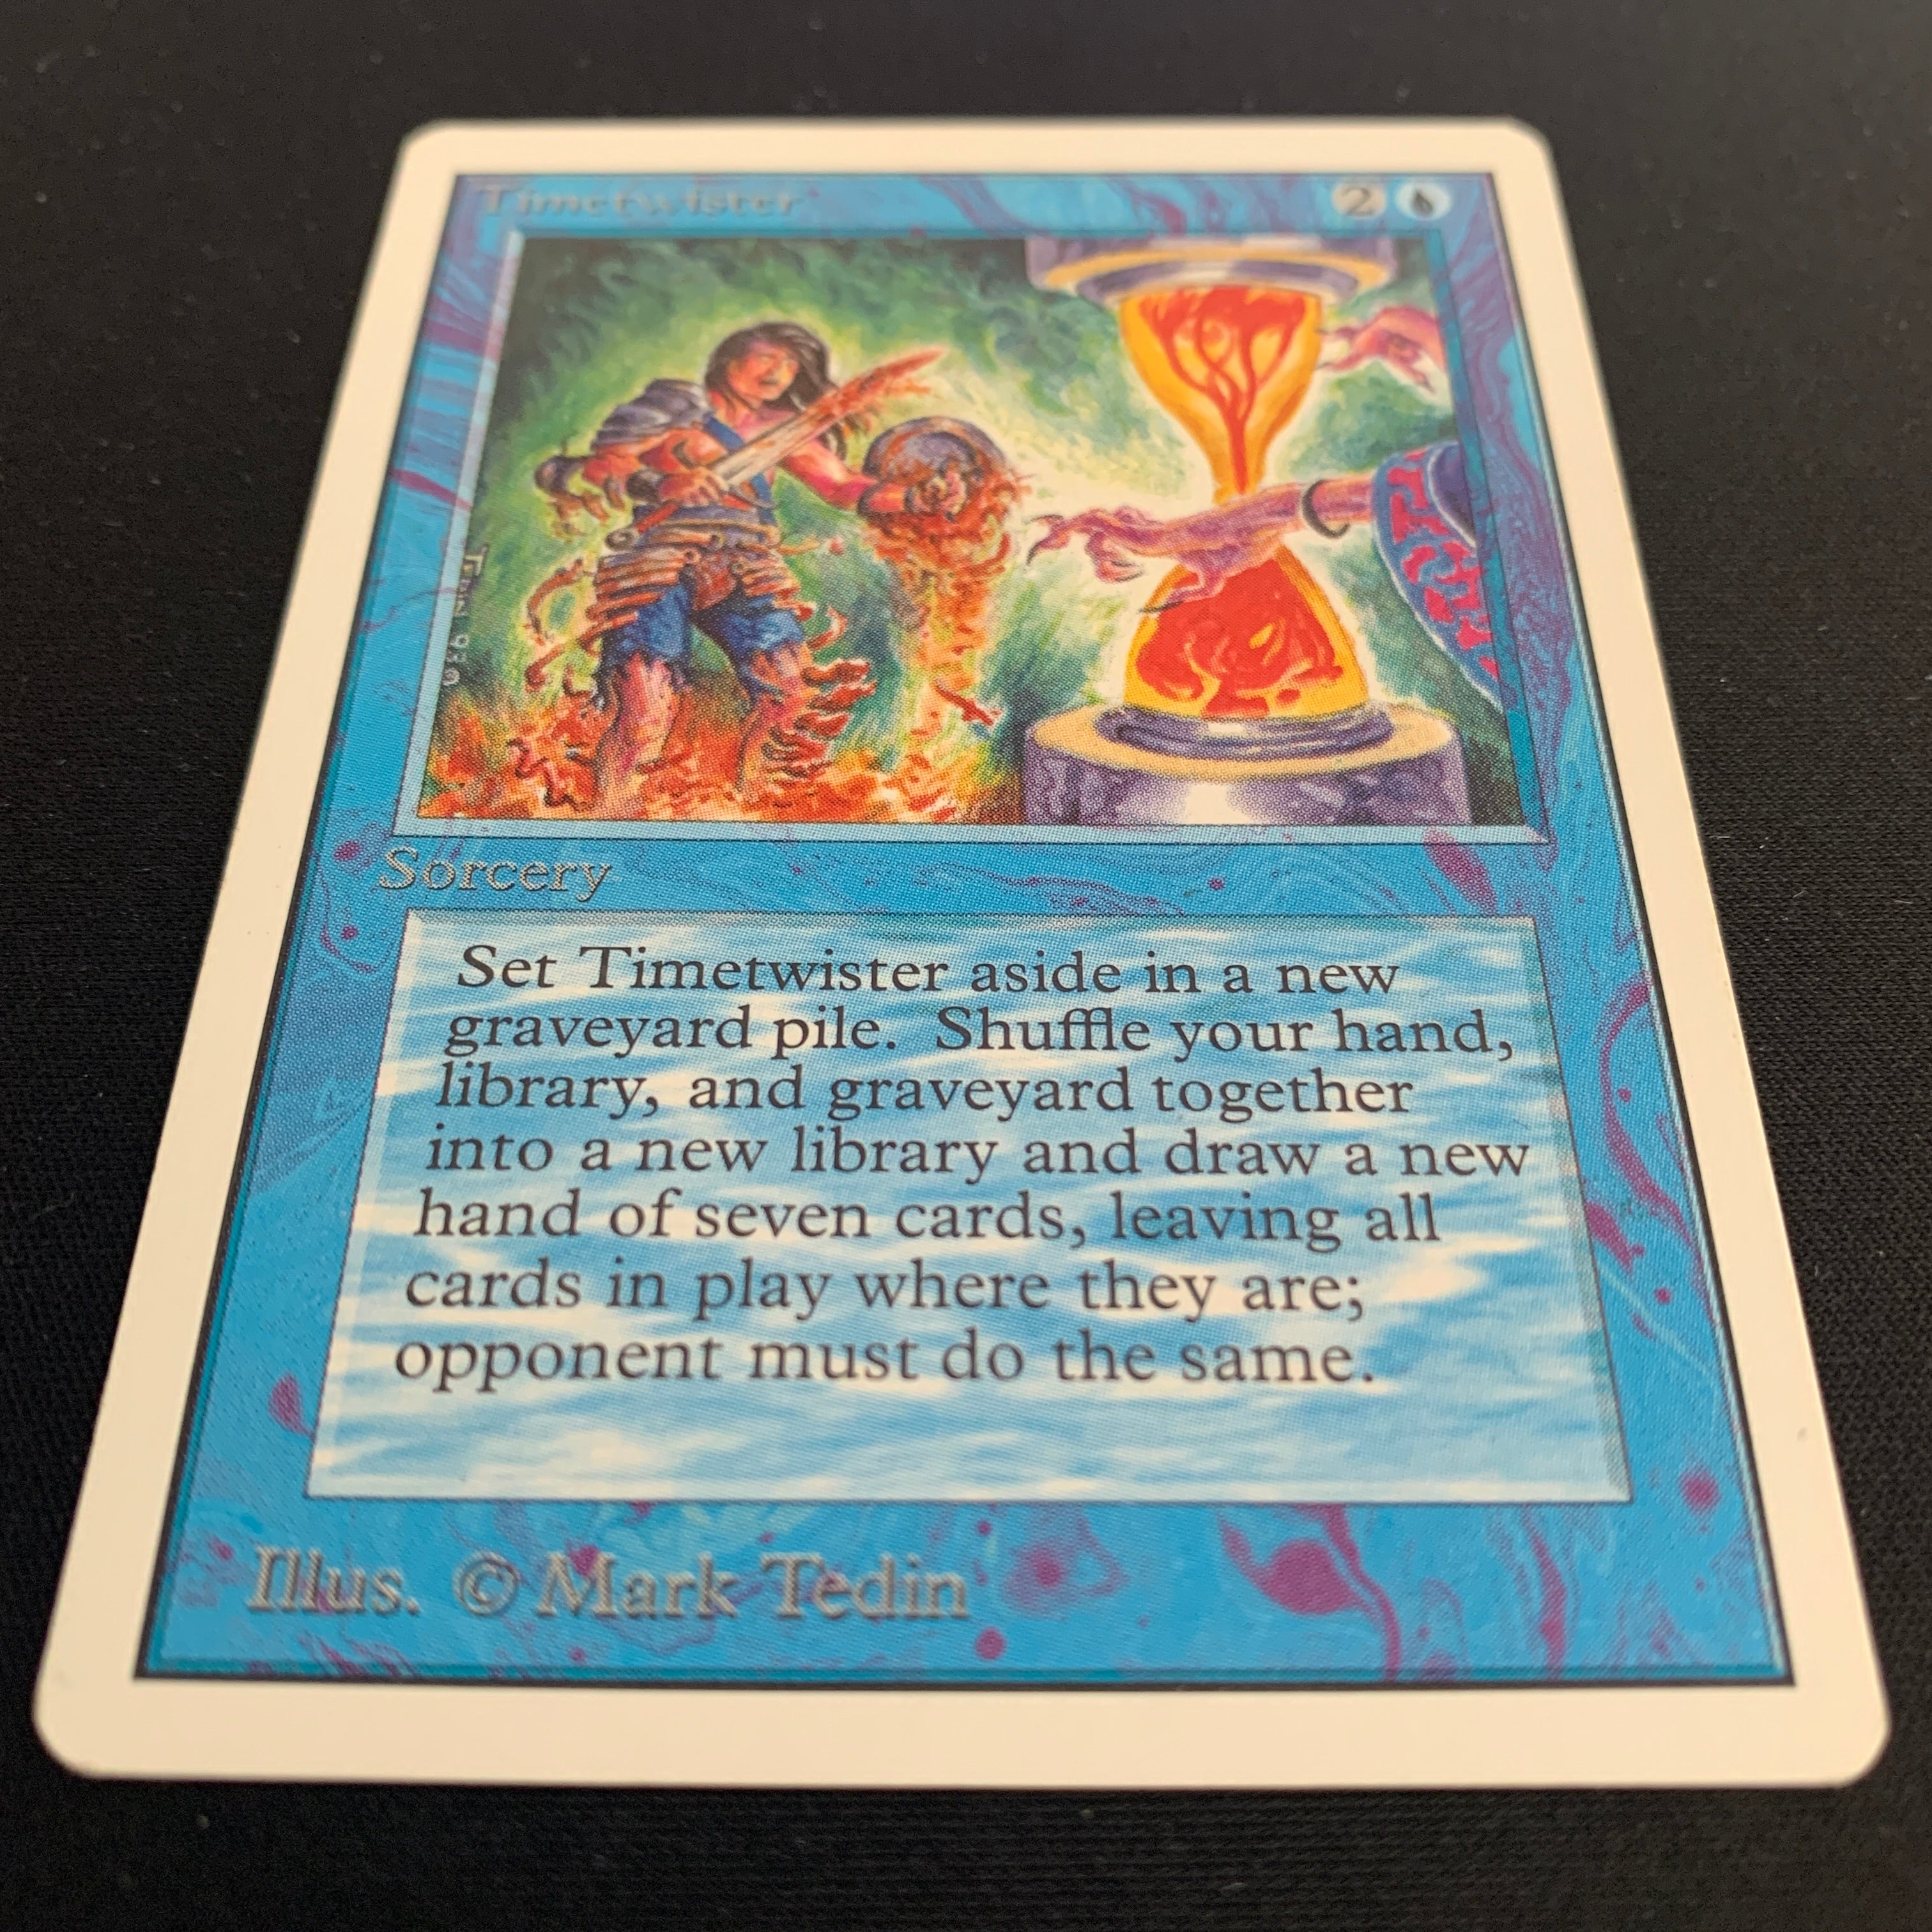 Timetwister 2
Sorcery
Set Timetwister aside in a new
graveyard pile. Shuffle your hand,
library, and graveyard together
into a new library and draw a new
hand of seven cards, leaving all
cards in play where they are;
opponent must do the same.
Illus. © Mark Tedin